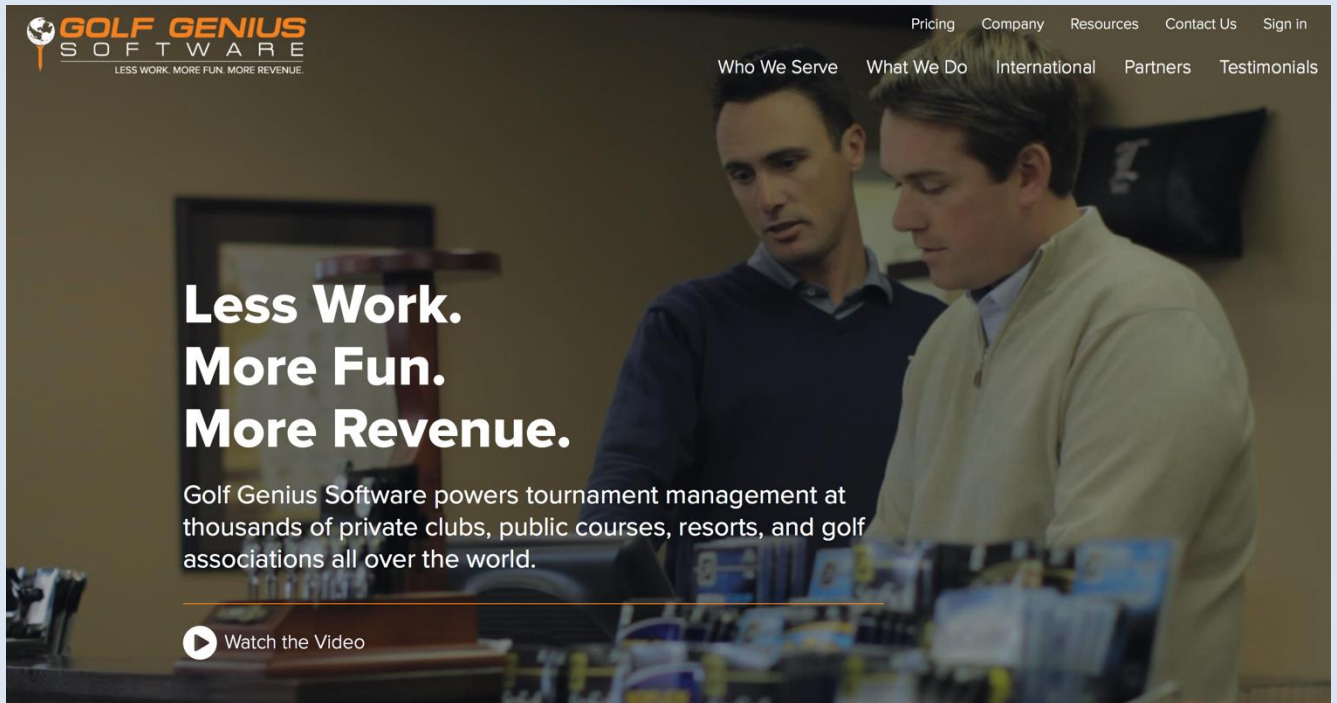 GOLF GENIUS
SOFTWARE
LESS WORK. MORE FUN. MORE REVENUE.
Pricing Company Resources Contact Us Sign in
Who We Serve What We Do International Partners Testimonials
Less Work.
More Fun.
More Revenue.
Golf Genius Software powers tournament management at
thousands of private clubs, public courses, resorts, and golf
associations all over the world.
Watch the Video